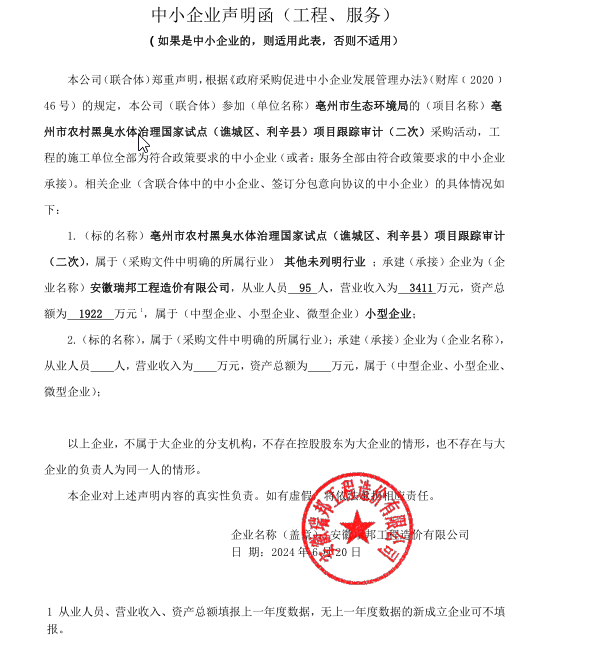 中小企业声明函（工程、服务）
（如果是中小企业的，则适用此表，否则不适用）
本公司（联合体）郑重声明，根据《政府采购促进中小企业发展管理办法》（财库﹝2020﹞
46 号）的规定，本公司（联合体）参加（单位名称）亳州市生态环境局的（项目名称）亳
州市农村黑臭水体治理国家试点（谯城区、利辛县）项目跟踪审计（二次）采购活动，工
程的施工单位全部为符合政策要求的中小企业（或者：服务全部由符合政策要求的中小企业
承接）。相关企业（含联合体中的中小企业、签订分包意向协议的中小企业）的具体情况如
下：
1.（标的名称）亳州市农村黑臭水体治理国家试点（谯城区、利辛县）项目跟踪审计
（二次），属于（采购文件中明确的所属行业） 其他未列明行业 ；承建（承接）企业为（企
业名称）安徽瑞邦工程造价有限公司，从业人员 95 人，营业收入为 3411 万元，资产总
额为 1922 万元¹，属于（中型企业、小型企业、微型企业）小型企业；
2.（标的名称），属于（采购文件中明确的所属行业）；承建（承接）企业为（企业名称），
从业人员____人，营业收入为____万元，资产总额为____万元，属于（中型企业、小型企业、
微型企业）；
以上企业，不属于大企业的分支机构，不存在控股股东为大企业的情形，也不存在与大
企业的负责人为同一人的情形。
本企业对上述声明内容的真实性负责。如有虚假，将依法承担相应责任。
企业名称（盖章）：安徽瑞邦工程造价有限公司
日 期：2024年6月20日
安徽瑞邦工程造价有限公司
1 从业人员、营业收入、资产总额填报上一年度数据，无上一年度数据的新成立企业可不填
报。